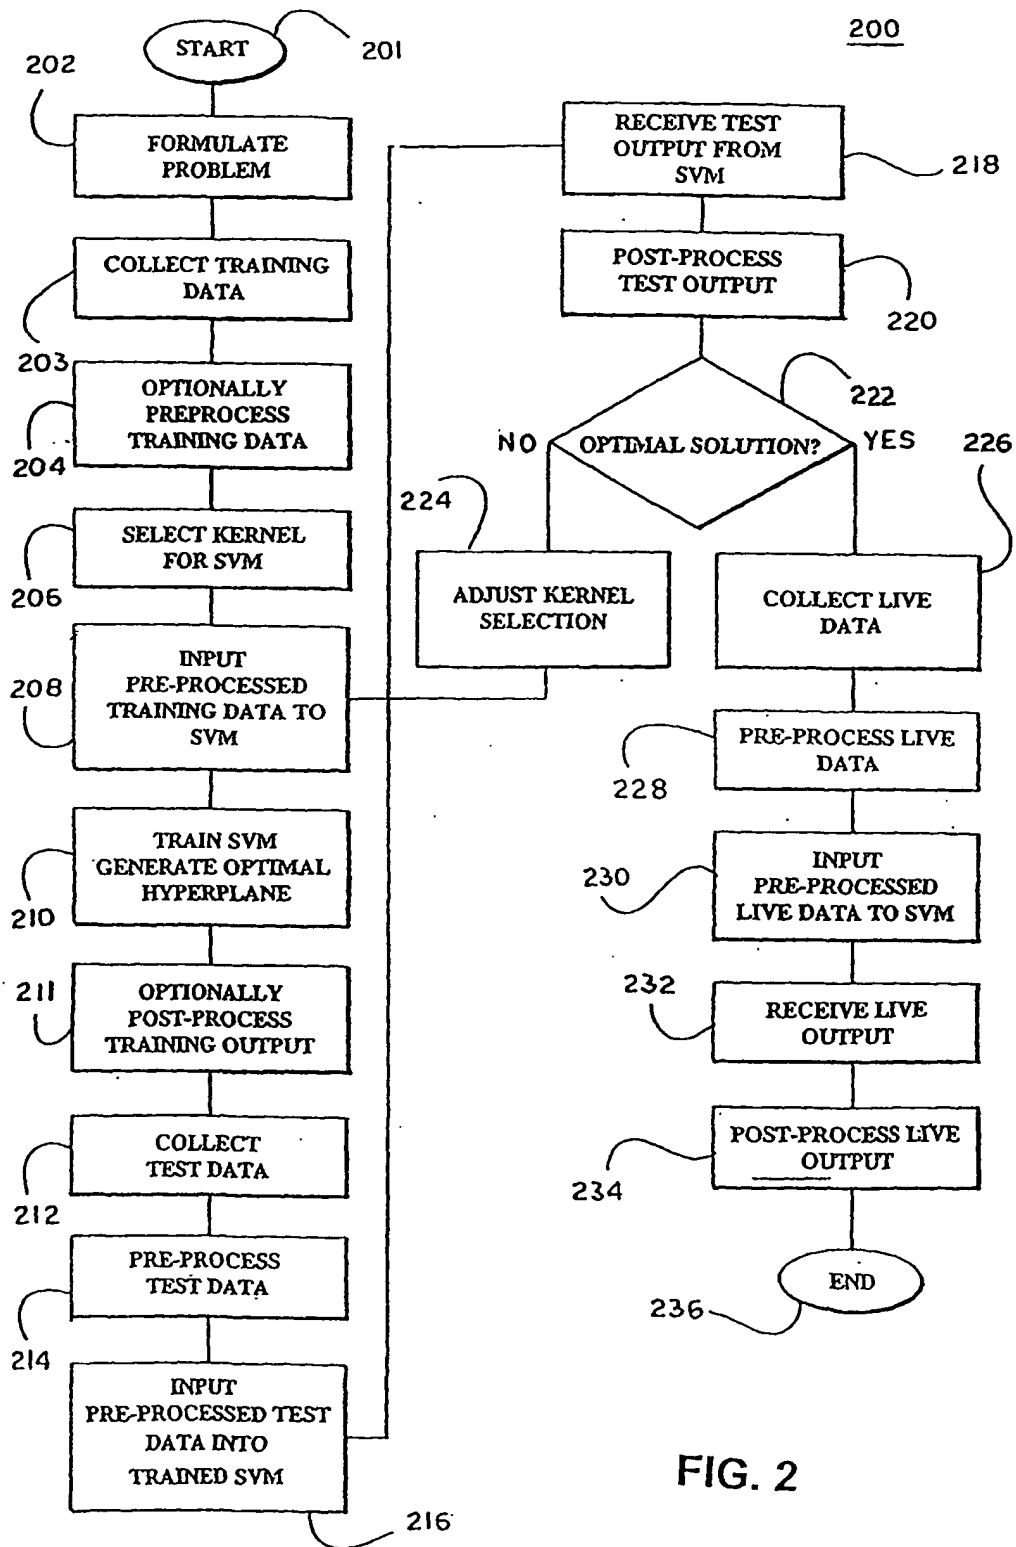 200
START
201
202
FORMULATE
PROBLEM
COLLECT TRAINING
DATA
203
OPTIONALLY
PREPROCESS
TRAINING DATA
204
SELECT KERNEL
FOR SVM
206
INPUT
PRE-PROCESSED
TRAINING DATA TO
SVM
208
TRAIN SVM
GENERATE OPTIMAL
HYPERPLANE
210
211
OPTIONALLY
POST-PROCESS
TRAINING OUTPUT
COLLECT
TEST DATA
212
PRE-PROCESS
TEST DATA
214
INPUT
PRE-PROCESSED TEST
DATA INTO
TRAINED SVM
216
RECEIVE TEST
OUTPUT FROM
SVM
218
POST-PROCESS
TEST OUTPUT
220
222
NO
OPTIMAL SOLUTION?
YES
224
ADJUST KERNEL
SELECTION
226
COLLECT LIVE
DATA
PRE-PROCESS LIVE
DATA
228
INPUT
PRE-PROCESSED
LIVE DATA TO SVM
230
232
RECEIVE LIVE
OUTPUT
POST-PROCESS LIVE
OUTPUT
234
END
236
FIG. 2